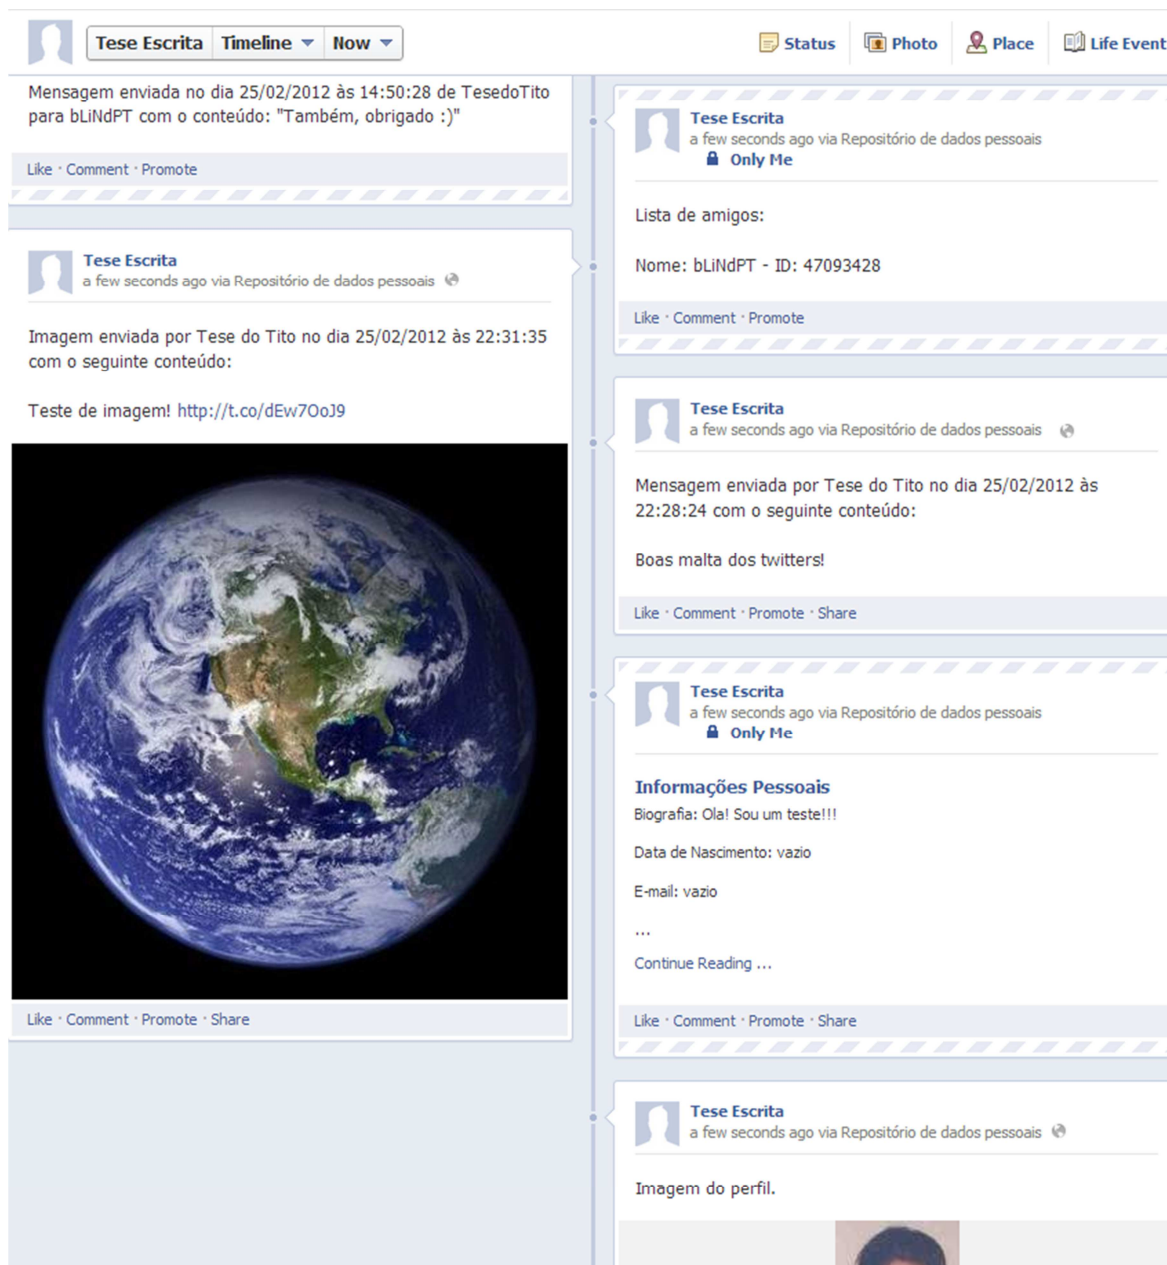 Tese Escrita Timeline Now
Status Photo Place Life Event
Mensagem enviada no dia 25/02/2012 às 14:50:28 de TesedoTito
para bLiNdPT com o conteúdo: "Também, obrigado :)"
Like · Comment · Promote
Tese Escrita
a few seconds ago via Repositório de dados pessoais
Imagem enviada por Tese do Tito no dia 25/02/2012 às 22:31:35
com o seguinte conteúdo:
Teste de imagem! http://t.co/dEw7OoJ9
Like · Comment · Promote · Share
Tese Escrita
a few seconds ago via Repositório de dados pessoais
Only Me
Lista de amigos:
Nome: bLiNdPT - ID: 47093428
Like · Comment · Promote
Tese Escrita
a few seconds ago via Repositório de dados pessoais
Mensagem enviada por Tese do Tito no dia 25/02/2012 às
22:28:24 com o seguinte conteúdo:
Boas malta dos twitters!
Like · Comment · Promote · Share
Tese Escrita
a few seconds ago via Repositório de dados pessoais
Only Me
Informações Pessoais
Biografia: Ola! Sou um teste!!!
Data de Nascimento: vazio
E-mail: vazio
...
Continue Reading ...
Like · Comment · Promote · Share
Tese Escrita
a few seconds ago via Repositório de dados pessoais
Imagem do perfil.